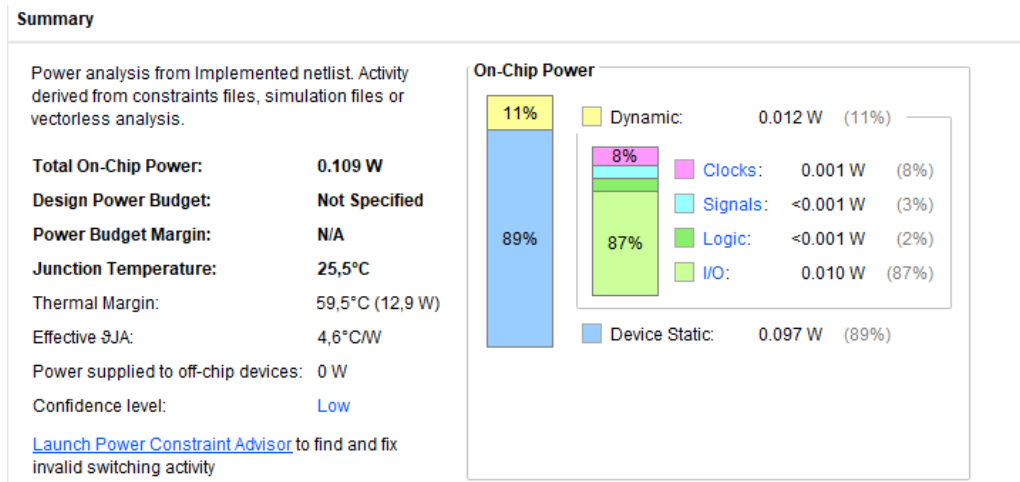 Summary
Power analysis from Implemented netlist. Activity
derived from constraints files, simulation files or
vectorless analysis.
Total On-Chip Power: 0.109 W
Design Power Budget: Not Specified
Power Budget Margin: N/A
Junction Temperature: 25,5°C
Thermal Margin: 59,5°C (12,9 W)
Effective ϑJA: 4,6°C/W
Power supplied to off-chip devices: 0 W
Confidence level: Low
Launch Power Constraint Advisor to find and fix
invalid switching activity
On-Chip Power
11%
89%
Dynamic: 0.012 W (11%)
8%
87%
Clocks: 0.001 W (8%)
Signals: <0.001 W (3%)
Logic: <0.001 W (2%)
I/O: 0.010 W (87%)
Device Static: 0.097 W (89%)